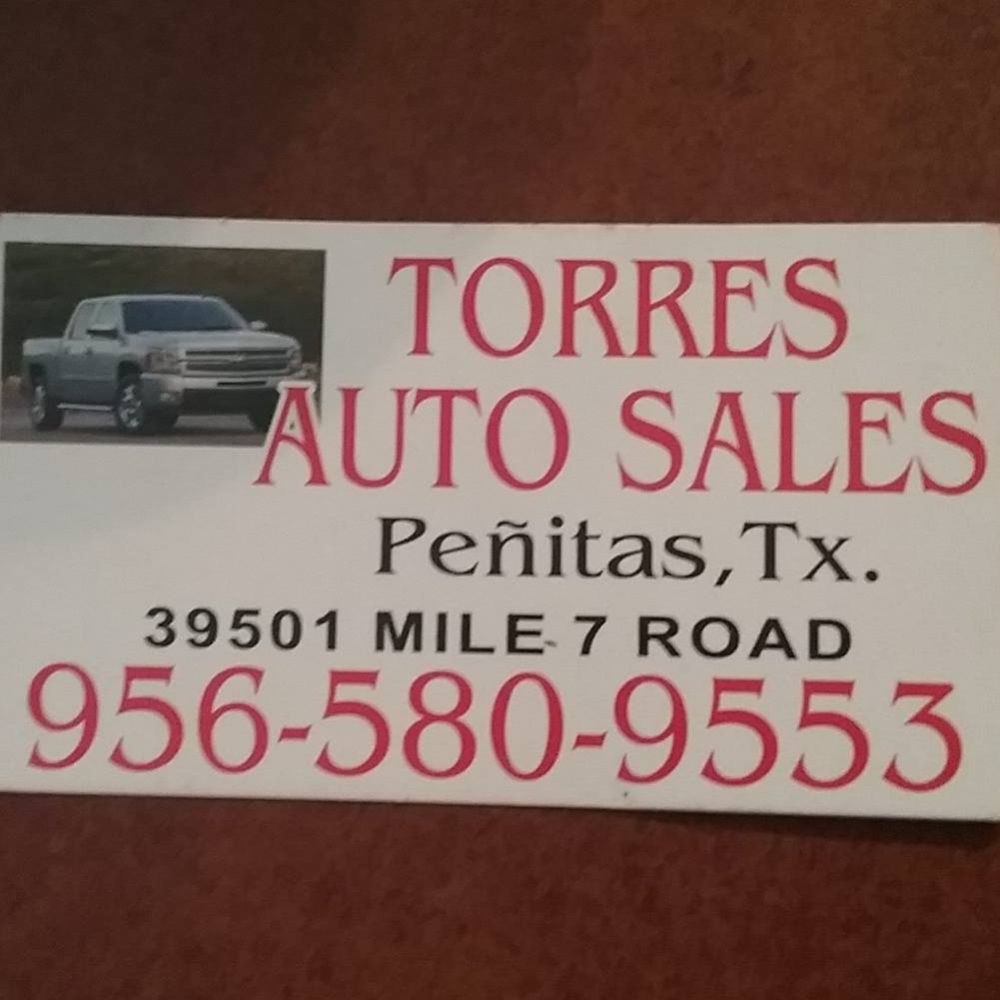 TORRES
AUTO SALES
Peñitas,Tx.
39501 MILE 7 ROAD
956-580-9553